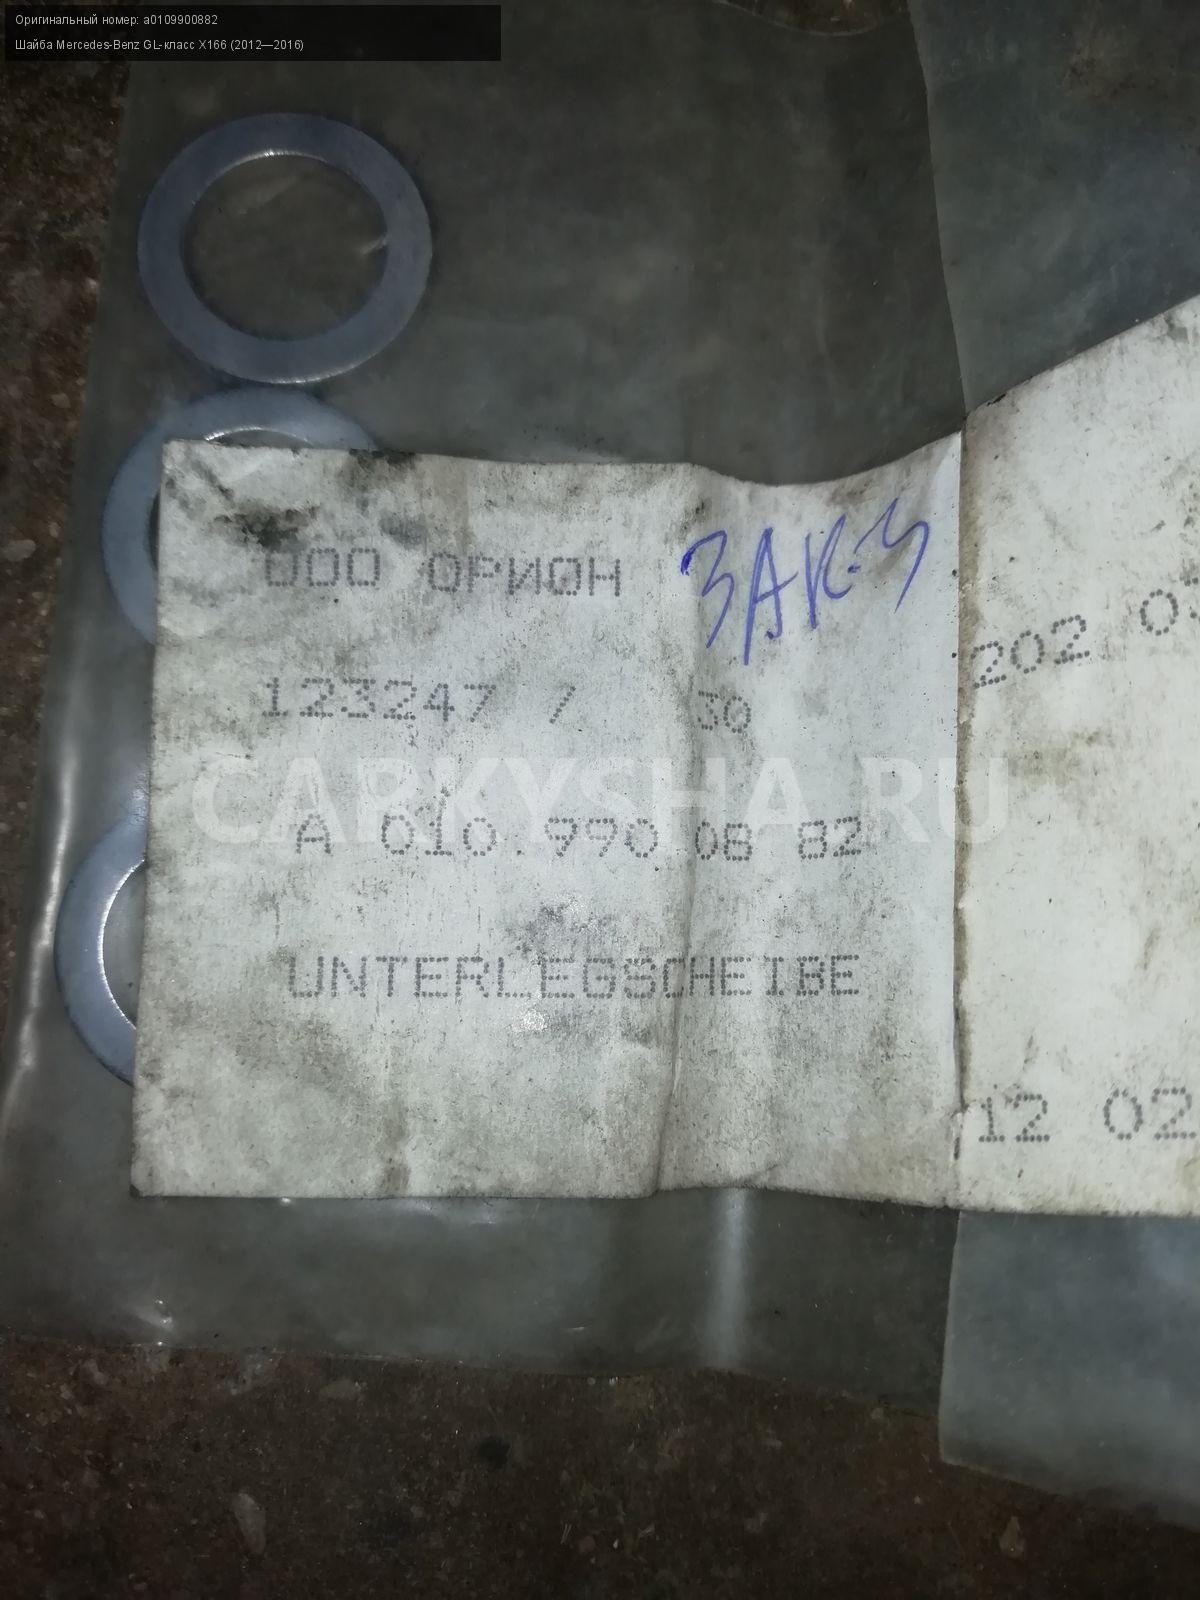 Оригинальный номер: a0109900882
Шайба Mercedes-Benz GL-класс X166 (2012—2016)
ООО ОРИОН
ЗАК-З
123247 7 30
202 0
CARKYSHA.RU
A 010.990 08 82
UNTERLEGSCHEIBE
12 02